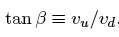 tan β ≡ v_u/v_d.